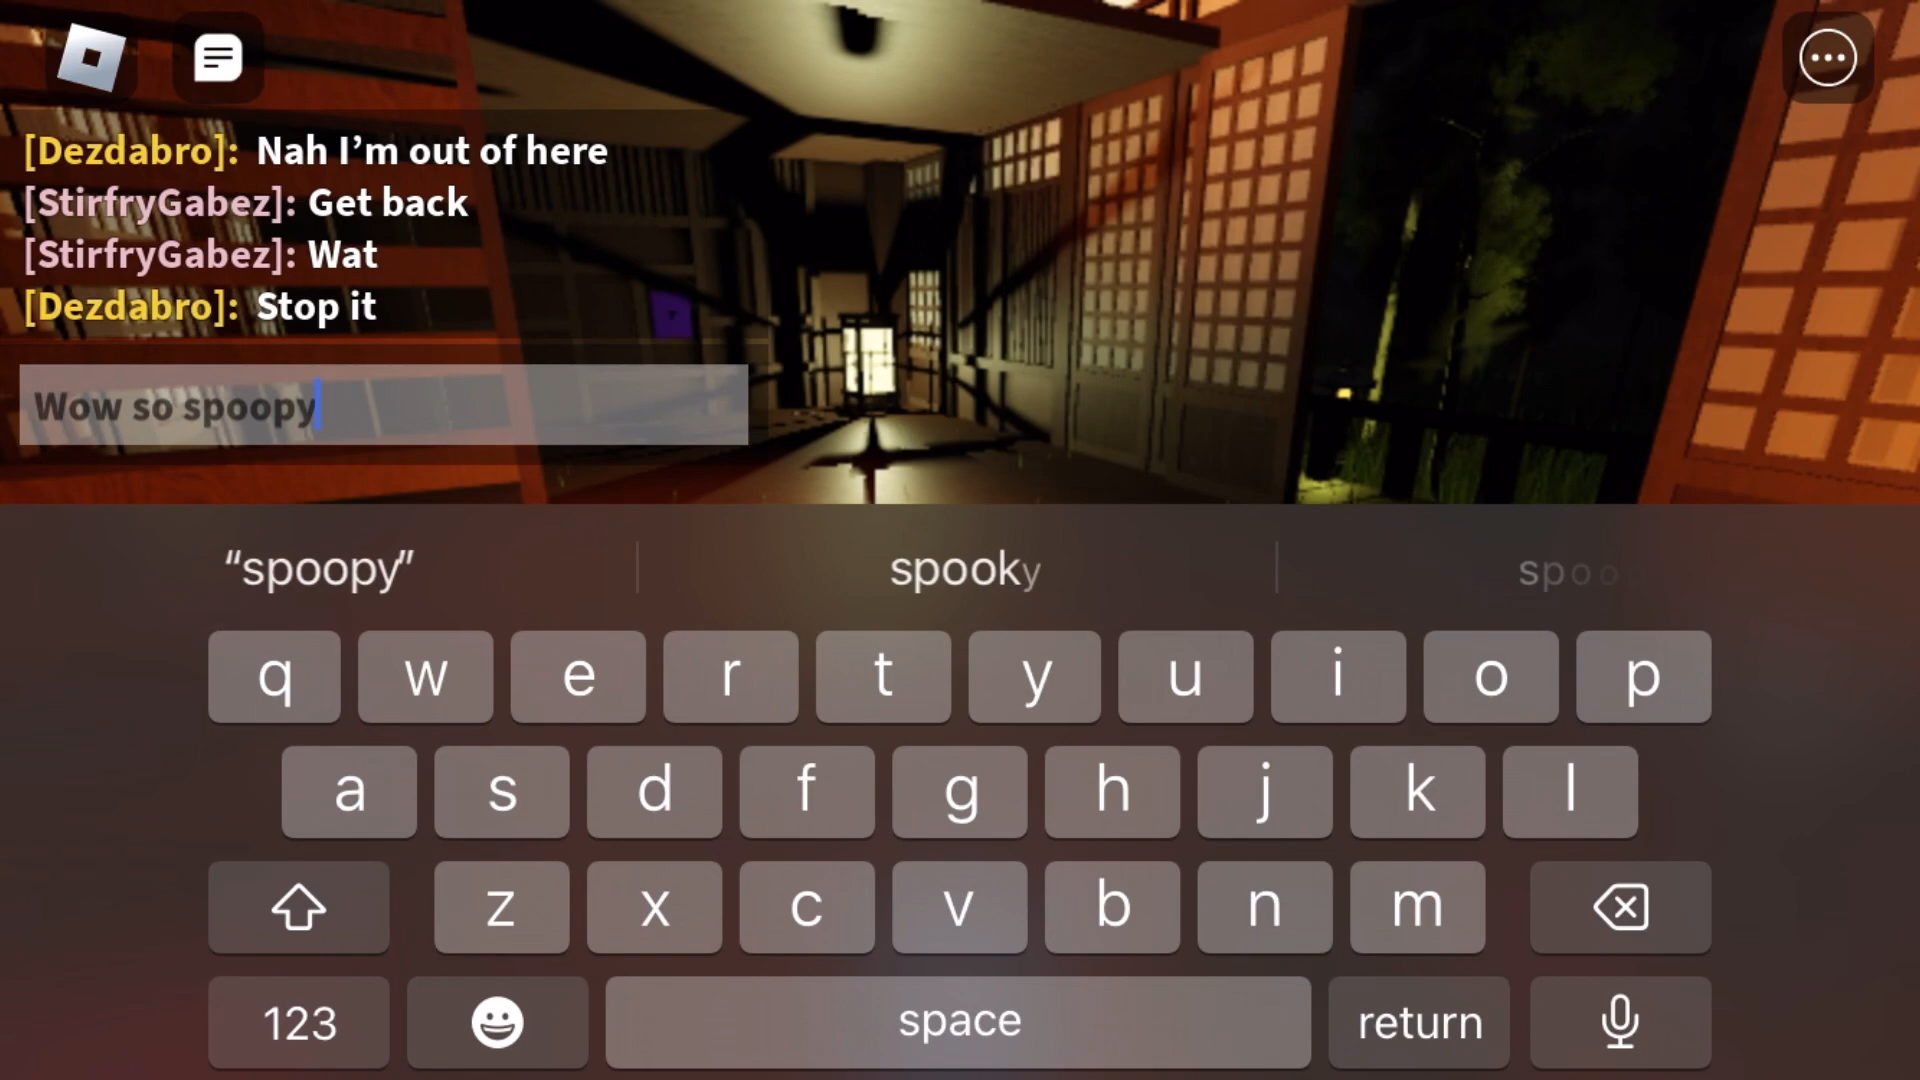 [Dezdabro]: Nah I’m out of here
[StirfryGabez]: Get back
[StirfryGabez]: Wat
[Dezdabro]: Stop it
Wow so spoopy
“spoopy” spooky
q w e r t y u i o p
a s d f g h j k l
z x c v b n m
123 space return